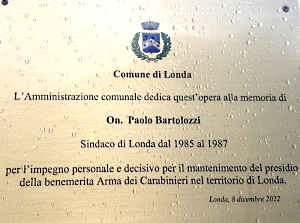 Comune di Londa
L'Amministrazione comunale dedica quest'opera alla memoria di
On. Paolo Bartolozzi
Sindaco di Londa dal 1985 al 1987
per l'impegno personale e decisivo per il mantenimento del presidio
della benemerita Arma dei Carabinieri nel territorio di Londa.
Londa, 8 dicembre 2022